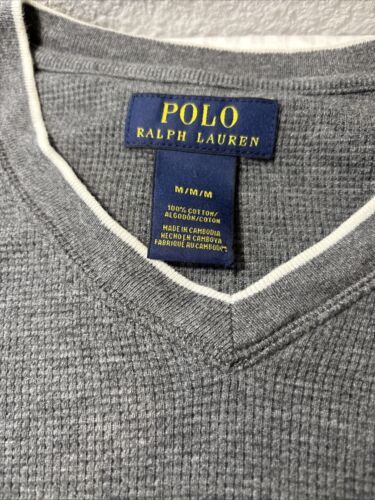 POLO
RALPH LAUREN
M/M/M
100% COTTON/
ALGODÓN/COTON
MADE IN CAMBODIA
HECHO EN CAMBOYA
FABRIQUÉ AU CAMBODGE